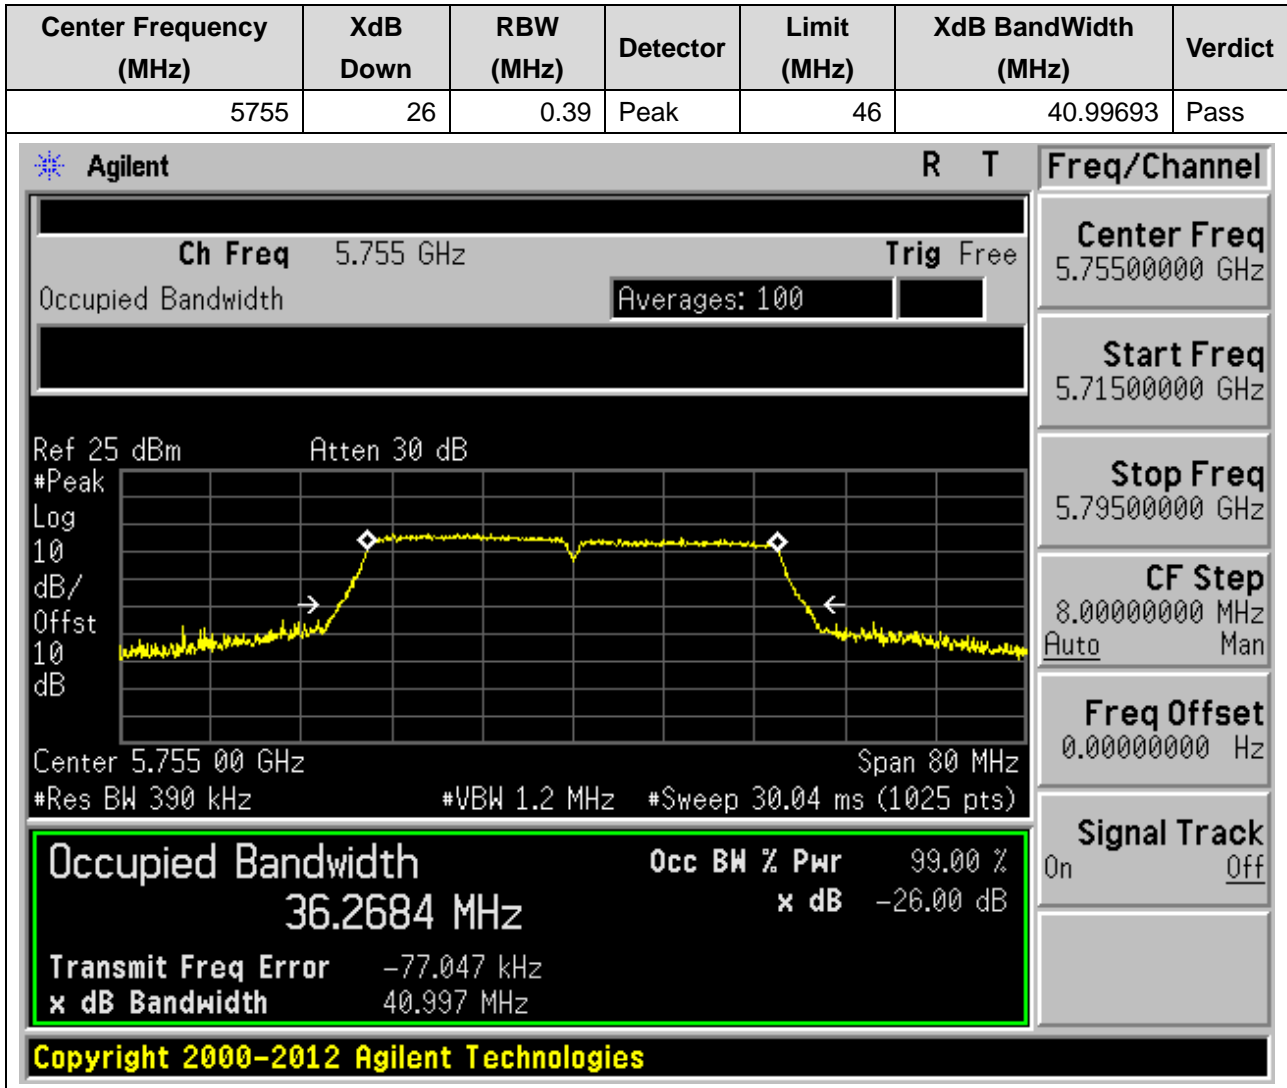 Center Frequency (MHz) XdB Down RBW (MHz) Detector Limit (MHz) XdB BandWidth (MHz) Verdict
5755 26 0.39 Peak 46 40.99693 Pass
Agilent R T
Ch Freq 5.755 GHz Trig Free
Occupied Bandwidth Averages: 100
Ref 25 dBm Atten 30 dB
#Peak
Log
10
dB/
Offst
10
dB
Center 5.755 00 GHz Span 80 MHz
#Res BW 390 kHz #VBW 1.2 MHz #Sweep 30.04 ms (1025 pts)
Occupied Bandwidth Occ BW % Pwr 99.00 %
36.2684 MHz x dB -26.00 dB
Transmit Freq Error -77.047 kHz
x dB Bandwidth 40.997 MHz
Copyright 2000-2012 Agilent Technologies
Freq/Channel
Center Freq
5.75500000 GHz
Start Freq
5.71500000 GHz
Stop Freq
5.79500000 GHz
CF Step
8.00000000 MHz
Auto Man
Freq Offset
0.00000000 Hz
Signal Track
On Off